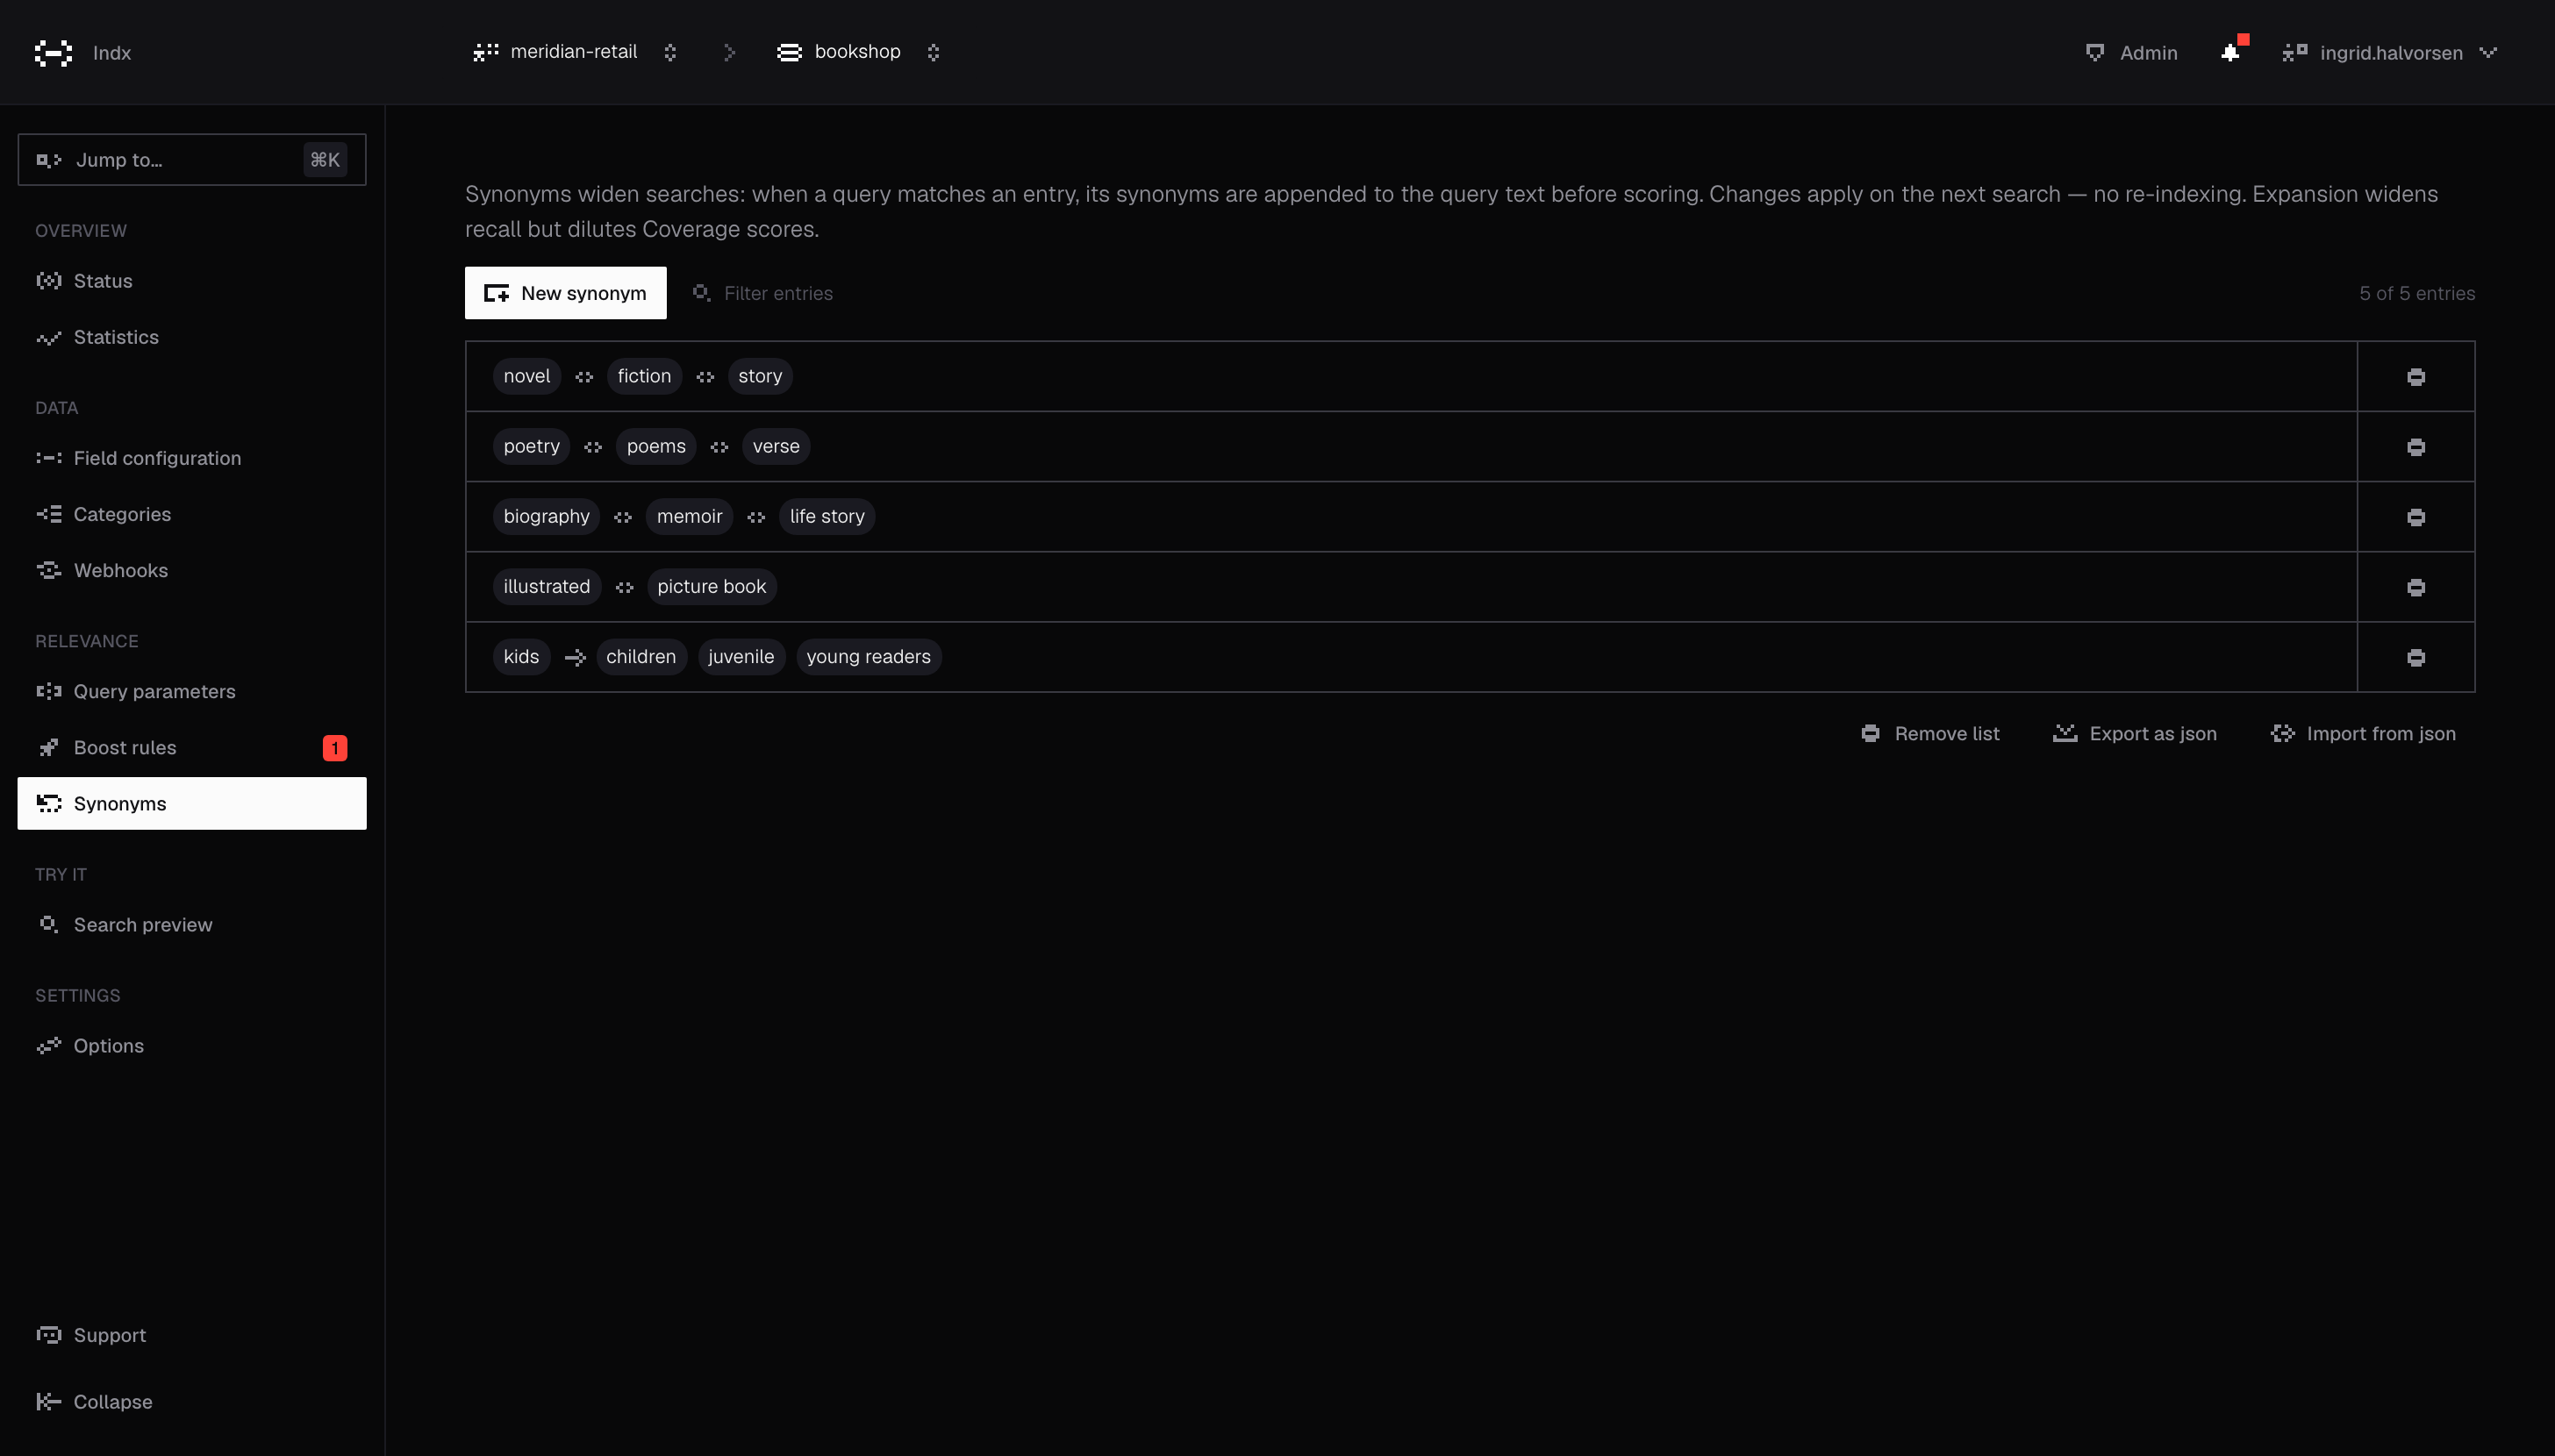 Indx
meridian-retail
bookshop
Admin
ingrid.halvorsen
Jump to...
⌘K
OVERVIEW
Status
Statistics
DATA
Field configuration
Categories
Webhooks
RELEVANCE
Query parameters
Boost rules
1
Synonyms
TRY IT
Search preview
SETTINGS
Options
Support
Collapse
Synonyms widen searches: when a query matches an entry, its synonyms are appended to the query text before scoring. Changes apply on the next search — no re-indexing. Expansion widens
recall but dilutes Coverage scores.
New synonym
Filter entries
5 of 5 entries
novel fiction story
poetry poems verse
biography memoir life story
illustrated picture book
kids children juvenile young readers
Remove list
Export as json
Import from json